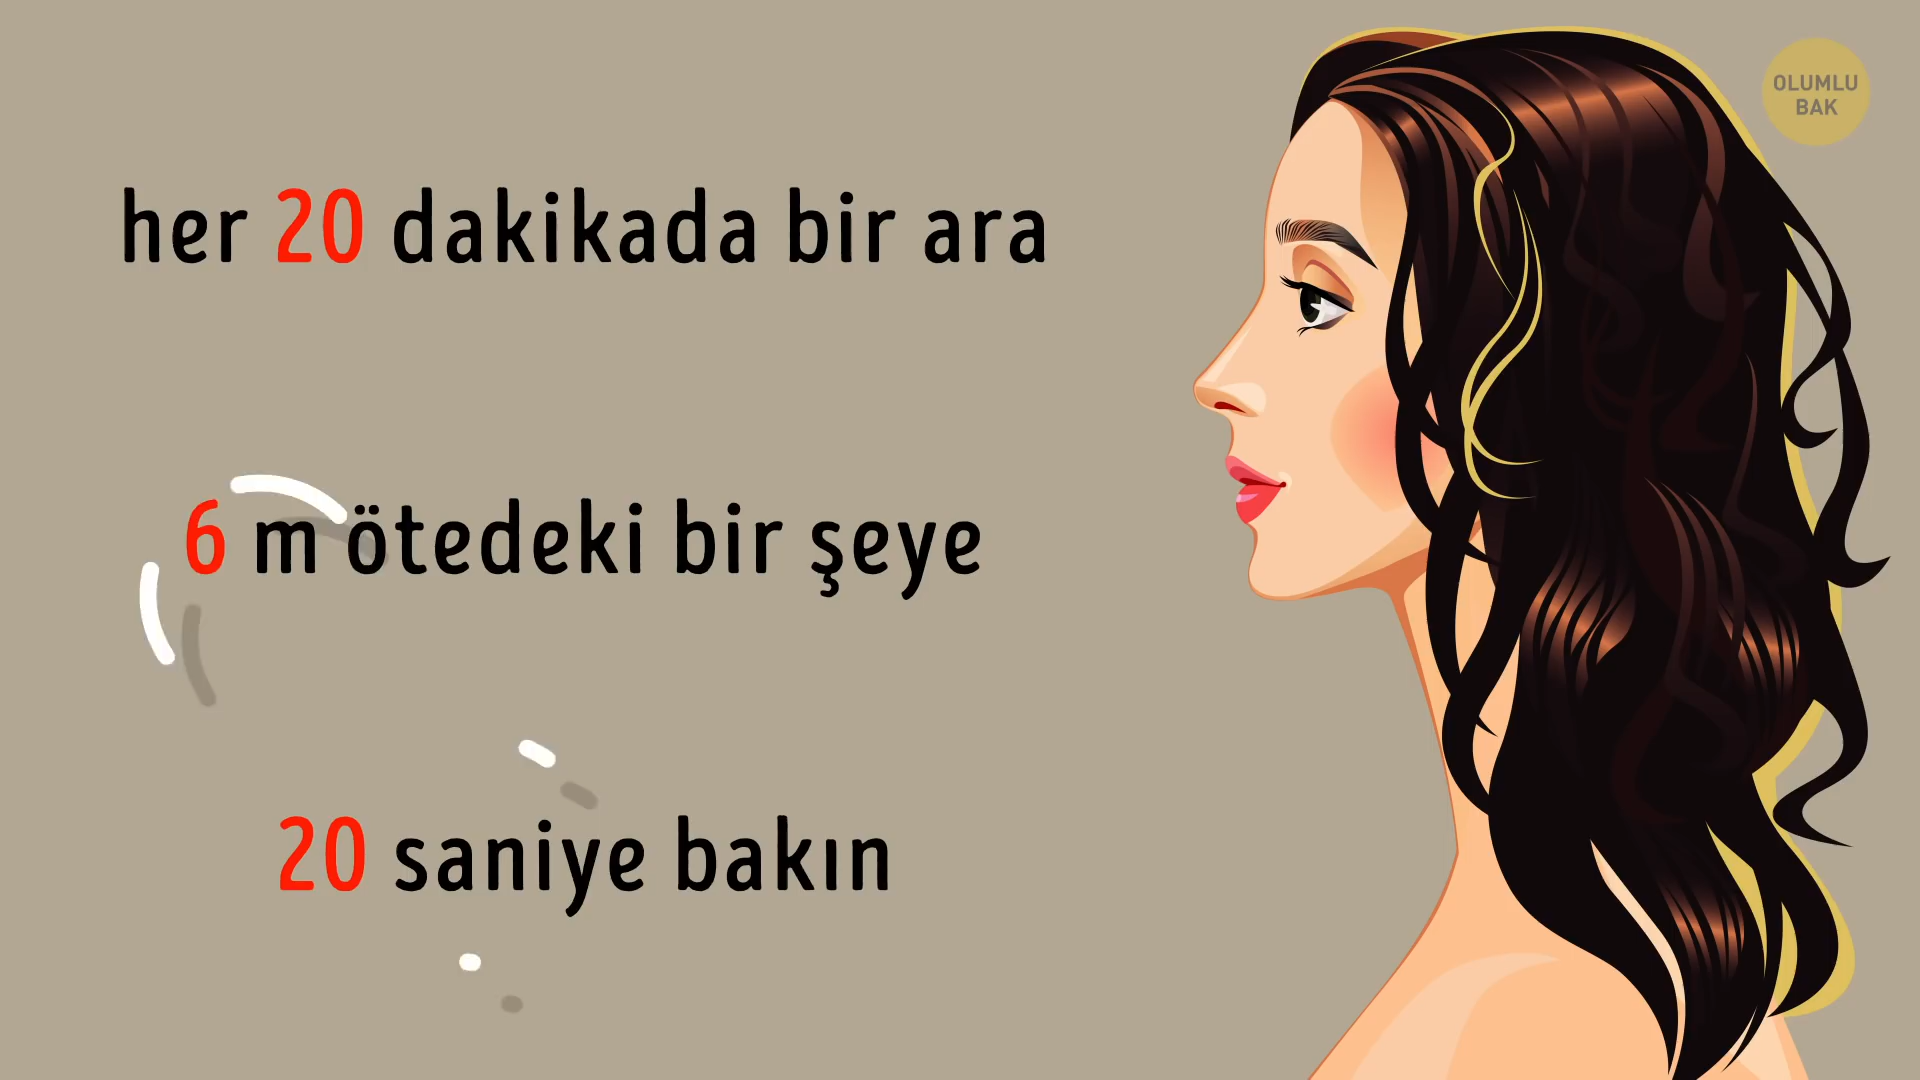 her 20 dakikada bir ara
6 m ötedeki bir şeye
20 saniye bakın
OLUMLU
BAK